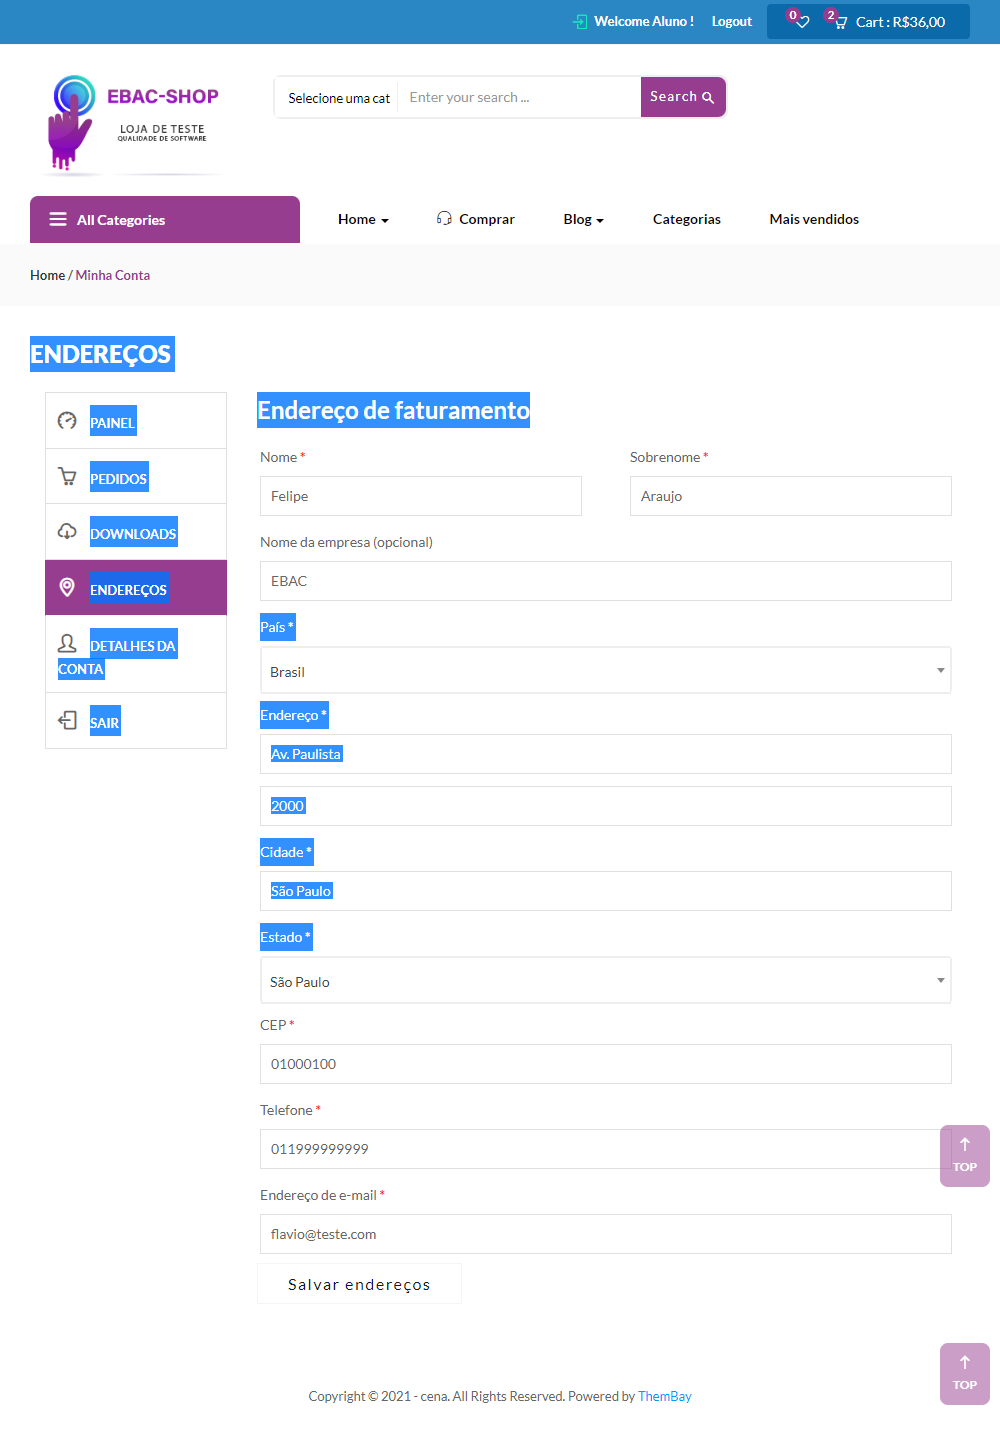 Welcome Aluno !
Logout
0
2
Cart : R$36,00
EBAC-SHOP
LOJA DE TESTE
QUALIDADE DE SOFTWARE
Selecione uma cat
Enter your search ...
Search
All Categories
Home
Comprar
Blog
Categorias
Mais vendidos
Home / Minha Conta
ENDEREÇOS
PAINEL
PEDIDOS
DOWNLOADS
ENDEREÇOS
DETALHES DA
CONTA
SAIR
Endereço de faturamento
Nome *
Sobrenome *
Felipe
Araujo
Nome da empresa (opcional)
EBAC
País *
Brasil
Endereço *
Av. Paulista
2000
Cidade *
São Paulo
Estado *
São Paulo
CEP *
01000100
Telefone *
011999999999
TOP
Endereço de e-mail *
flavio@teste.com
Salvar endereços
TOP
Copyright © 2021 - cena. All Rights Reserved. Powered by ThemBay